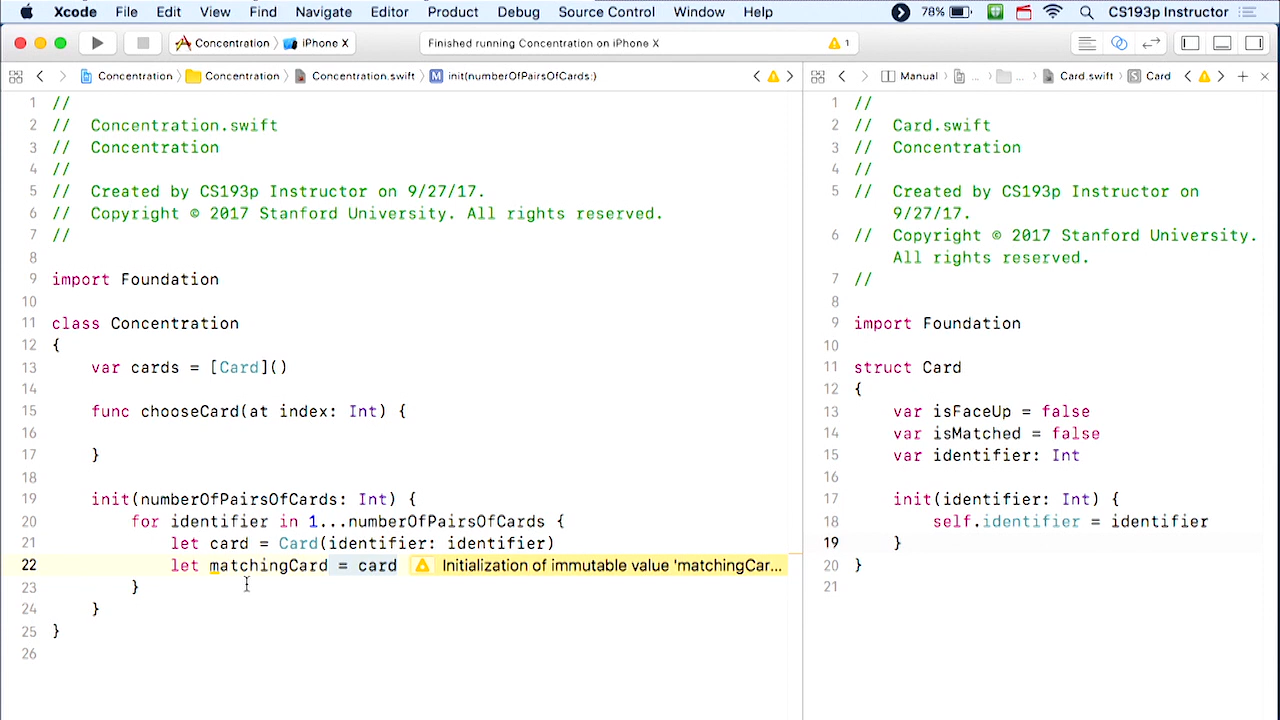 Xcode File Edit View Find Navigate Editor Product Debug Source Control Window Help 78% CS193p Instructor
Concentration iPhone X Finished running Concentration on iPhone X 1
Concentration Concentration Concentration.swift M init(numberOfPairsOfCards:)
1 //
2 // Concentration.swift
3 // Concentration
4 //
5 // Created by CS193p Instructor on 9/27/17.
6 // Copyright © 2017 Stanford University. All rights reserved.
7 //
8
9 import Foundation
10
11 class Concentration
12 {
13 var cards = [Card]()
14
15 func chooseCard(at index: Int) {
16
17 }
18
19 init(numberOfPairsOfCards: Int) {
20 for identifier in 1...numberOfPairsOfCards {
21 let card = Card(identifier: identifier)
22 let matchingCard = card Initialization of immutable value 'matchingCar...
23 }
24 }
25 }
26
Manual ... ... Card.swift S Card
1 //
2 // Card.swift
3 // Concentration
4 //
5 // Created by CS193p Instructor on
9/27/17.
6 // Copyright © 2017 Stanford University.
All rights reserved.
7 //
8
9 import Foundation
10
11 struct Card
12 {
13 var isFaceUp = false
14 var isMatched = false
15 var identifier: Int
16
17 init(identifier: Int) {
18 self.identifier = identifier
19 }
20 }
21